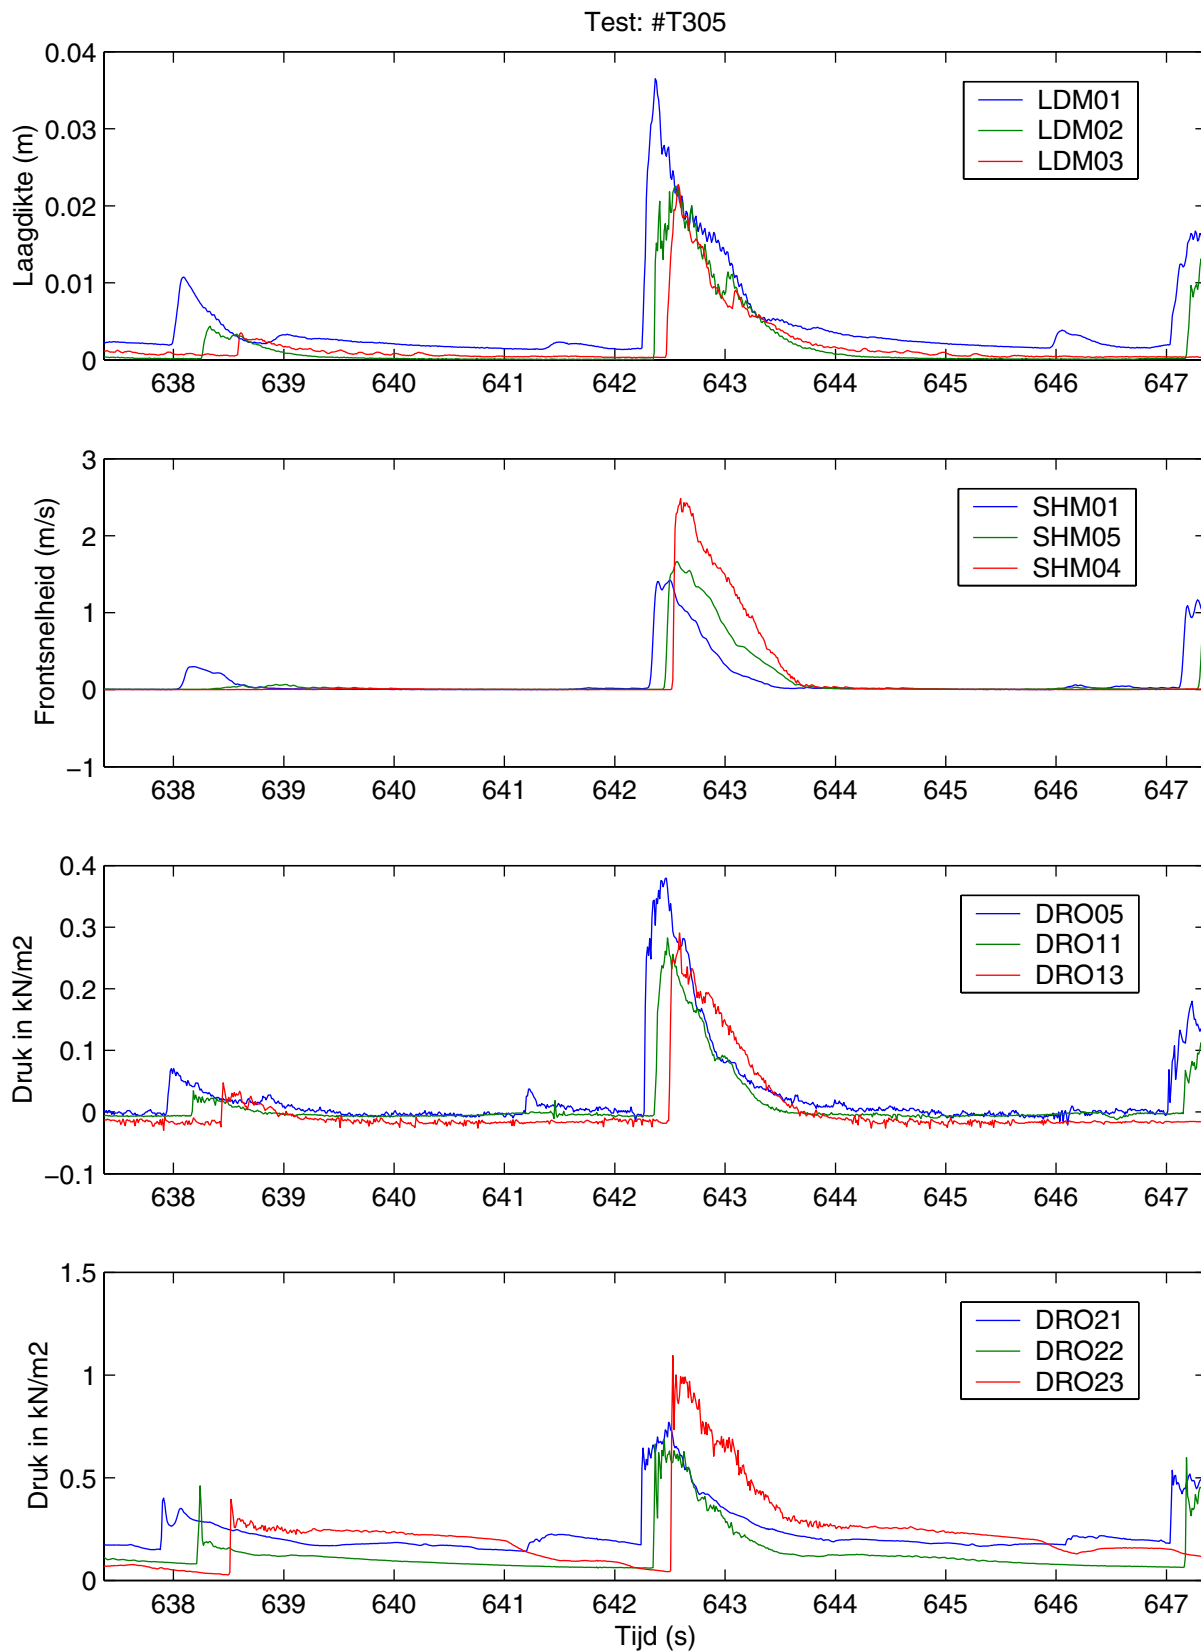 Test: #T305
Laagdikte (m)
0.04
0.03
0.02
0.01
0
LDM01
LDM02
LDM03
638 639 640 641 642 643 644 645 646 647
Frontsnelheid (m/s)
3
2
1
0
−1
SHM01
SHM05
SHM04
638 639 640 641 642 643 644 645 646 647
Druk in kN/m2
0.4
0.3
0.2
0.1
0
−0.1
DRO05
DRO11
DRO13
638 639 640 641 642 643 644 645 646 647
Druk in kN/m2
1.5
1
0.5
0
DRO21
DRO22
DRO23
638 639 640 641 642 643 644 645 646 647
Tijd (s)